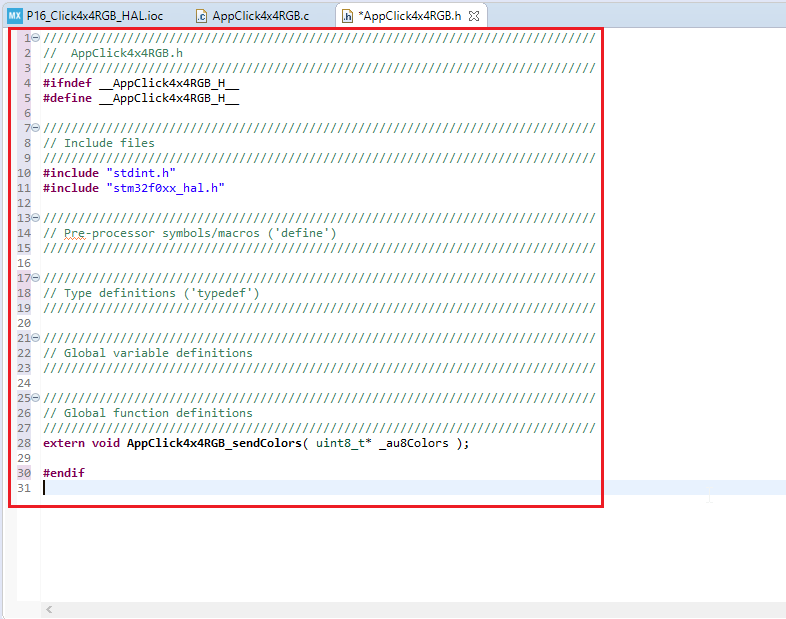 MX P16_Click4x4RGB_HAL.ioc AppClick4x4RGB.c *AppClick4x4RGB.h
1 ///////////////////////////////////////////////////////////////////////////////
2 //  AppClick4x4RGB.h
3 ///////////////////////////////////////////////////////////////////////////////
4 #ifndef __AppClick4x4RGB_H__
5 #define __AppClick4x4RGB_H__
6
7 ///////////////////////////////////////////////////////////////////////////////
8 // Include files
9 ///////////////////////////////////////////////////////////////////////////////
10 #include "stdint.h"
11 #include "stm32f0xx_hal.h"
12
13 ///////////////////////////////////////////////////////////////////////////////
14 // Pre-processor symbols/macros ('define')
15 ///////////////////////////////////////////////////////////////////////////////
16
17 ///////////////////////////////////////////////////////////////////////////////
18 // Type definitions ('typedef')
19 ///////////////////////////////////////////////////////////////////////////////
20
21 ///////////////////////////////////////////////////////////////////////////////
22 // Global variable definitions
23 ///////////////////////////////////////////////////////////////////////////////
24
25 ///////////////////////////////////////////////////////////////////////////////
26 // Global function definitions
27 ///////////////////////////////////////////////////////////////////////////////
28 extern void AppClick4x4RGB_sendColors( uint8_t* _au8Colors );
29
30 #endif
31